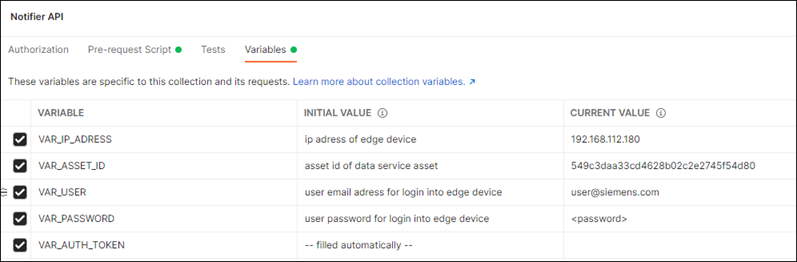 Notifier API
Authorization Pre-request Script Tests Variables
These variables are specific to this collection and its requests. Learn more about collection variables. ↗
VARIABLE INITIAL VALUE CURRENT VALUE
VAR_IP_ADRESS ip adress of edge device 192.168.112.180
VAR_ASSET_ID asset id of data service asset 549c3daa33cd4628b02c2e2745f54d80
VAR_USER user email adress for login into edge device user@siemens.com
VAR_PASSWORD user password for login into edge device <password>
VAR_AUTH_TOKEN -- filled automatically --